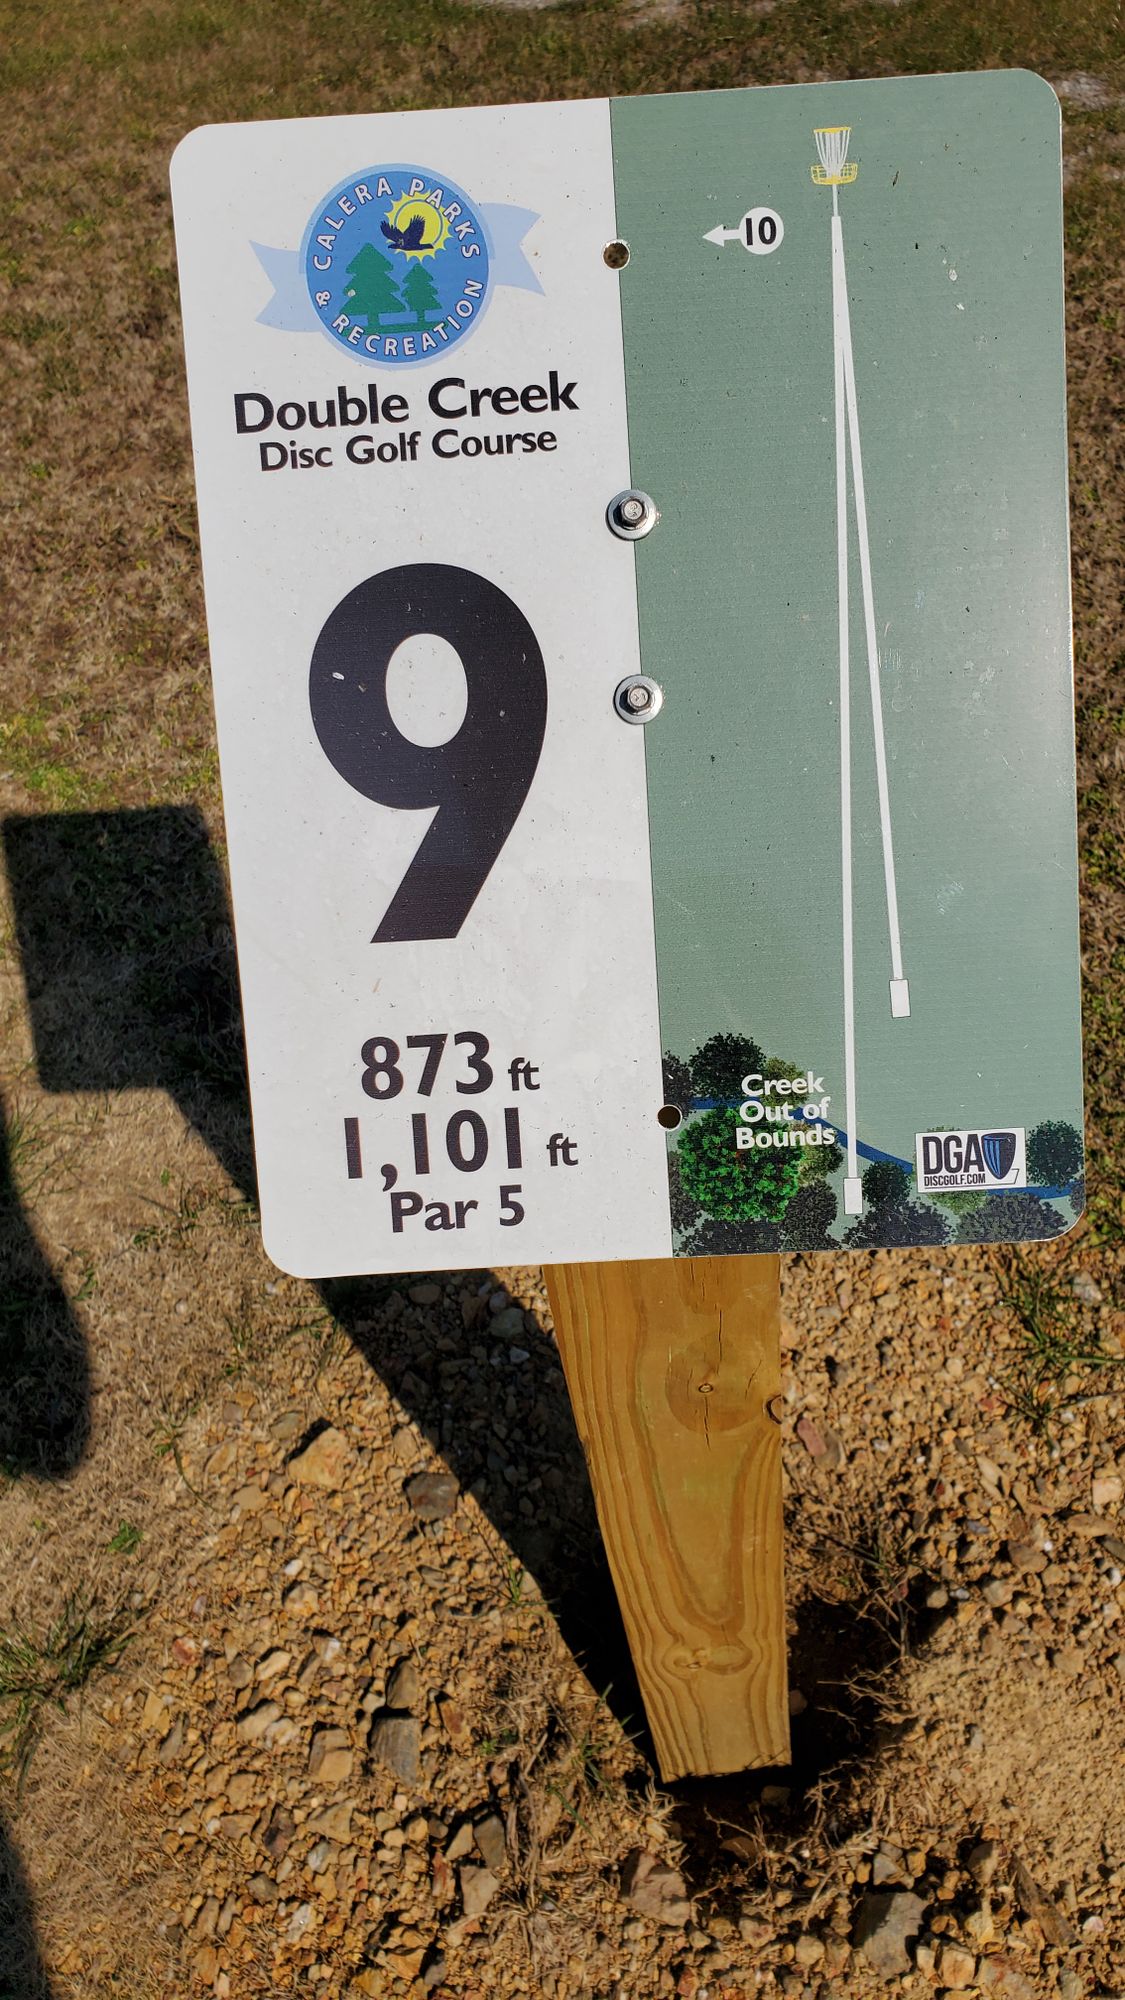 CALERA PARKS
& RECREATION
Double Creek
Disc Golf Course
9
873 ft
1,101 ft
Par 5
10
Creek
Out of
Bounds
DGA
DISCGOLF.COM